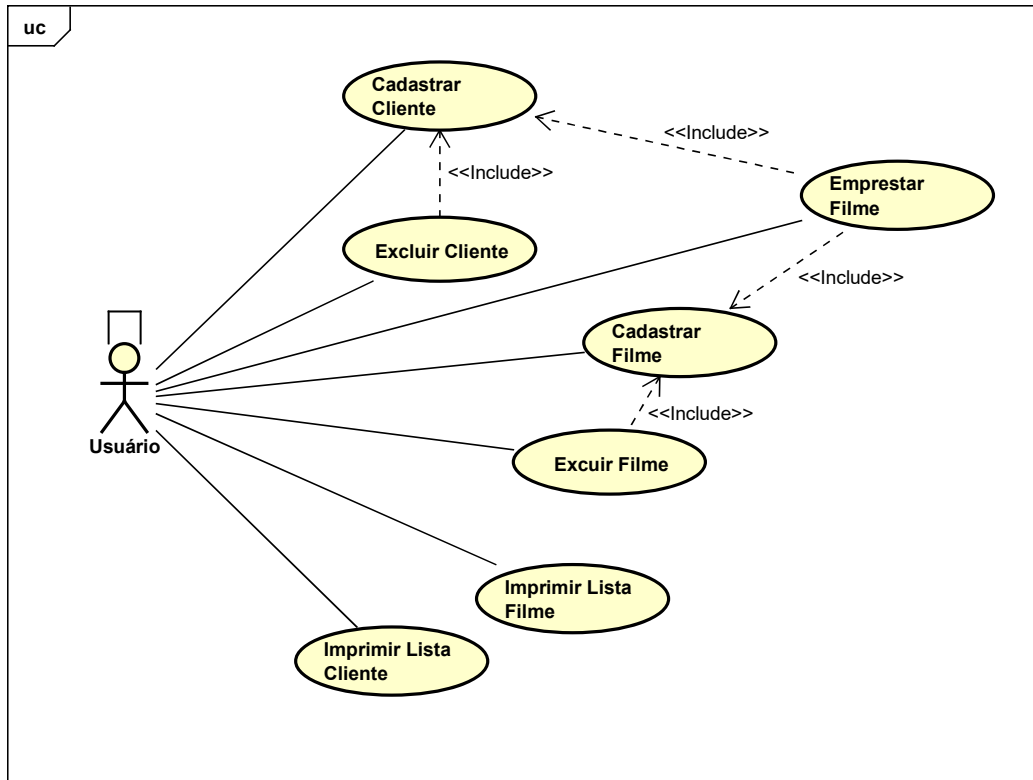 uc
Cadastrar
Cliente
<<Include>>
<<Include>>
Emprestar
Filme
Excluir Cliente
<<Include>>
Cadastrar
Filme
<<Include>>
Usuário
Excuir Filme
Imprimir Lista
Filme
Imprimir Lista
Cliente